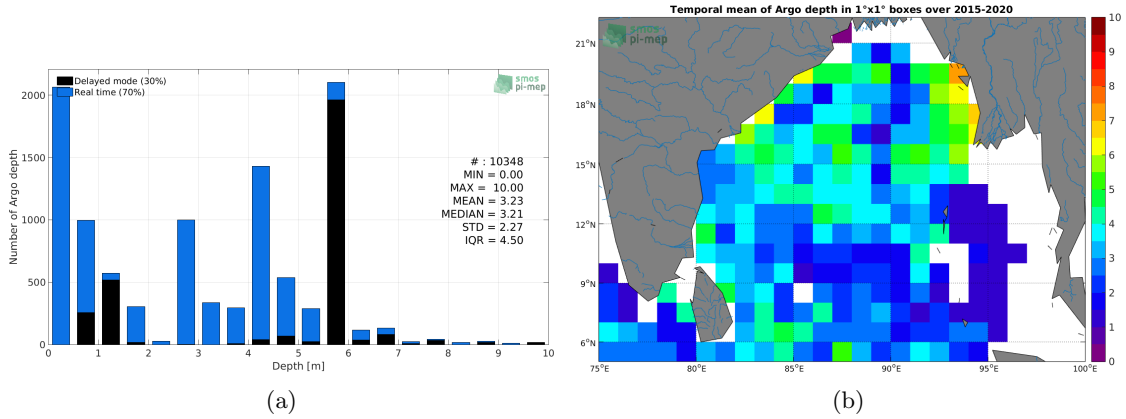 smos
pi-mep
Delayed mode (30%)
Real time (70%)
# : 10348
MIN = 0.00
MAX = 10.00
MEAN = 3.23
MEDIAN = 3.21
STD = 2.27
IQR = 4.50
Number of Argo depth
2000
1500
1000
500
0
0 1 2 3 4 5 6 7 8 9 10
Depth [m]
(a)
Temporal mean of Argo depth in 1°x1° boxes over 2015-2020
smos
pi-mep
21°N
18°N
15°N
12°N
9°N
6°N
75°E 80°E 85°E 90°E 95°E 100°E
10
9
8
7
6
5
4
3
2
1
0
(b)